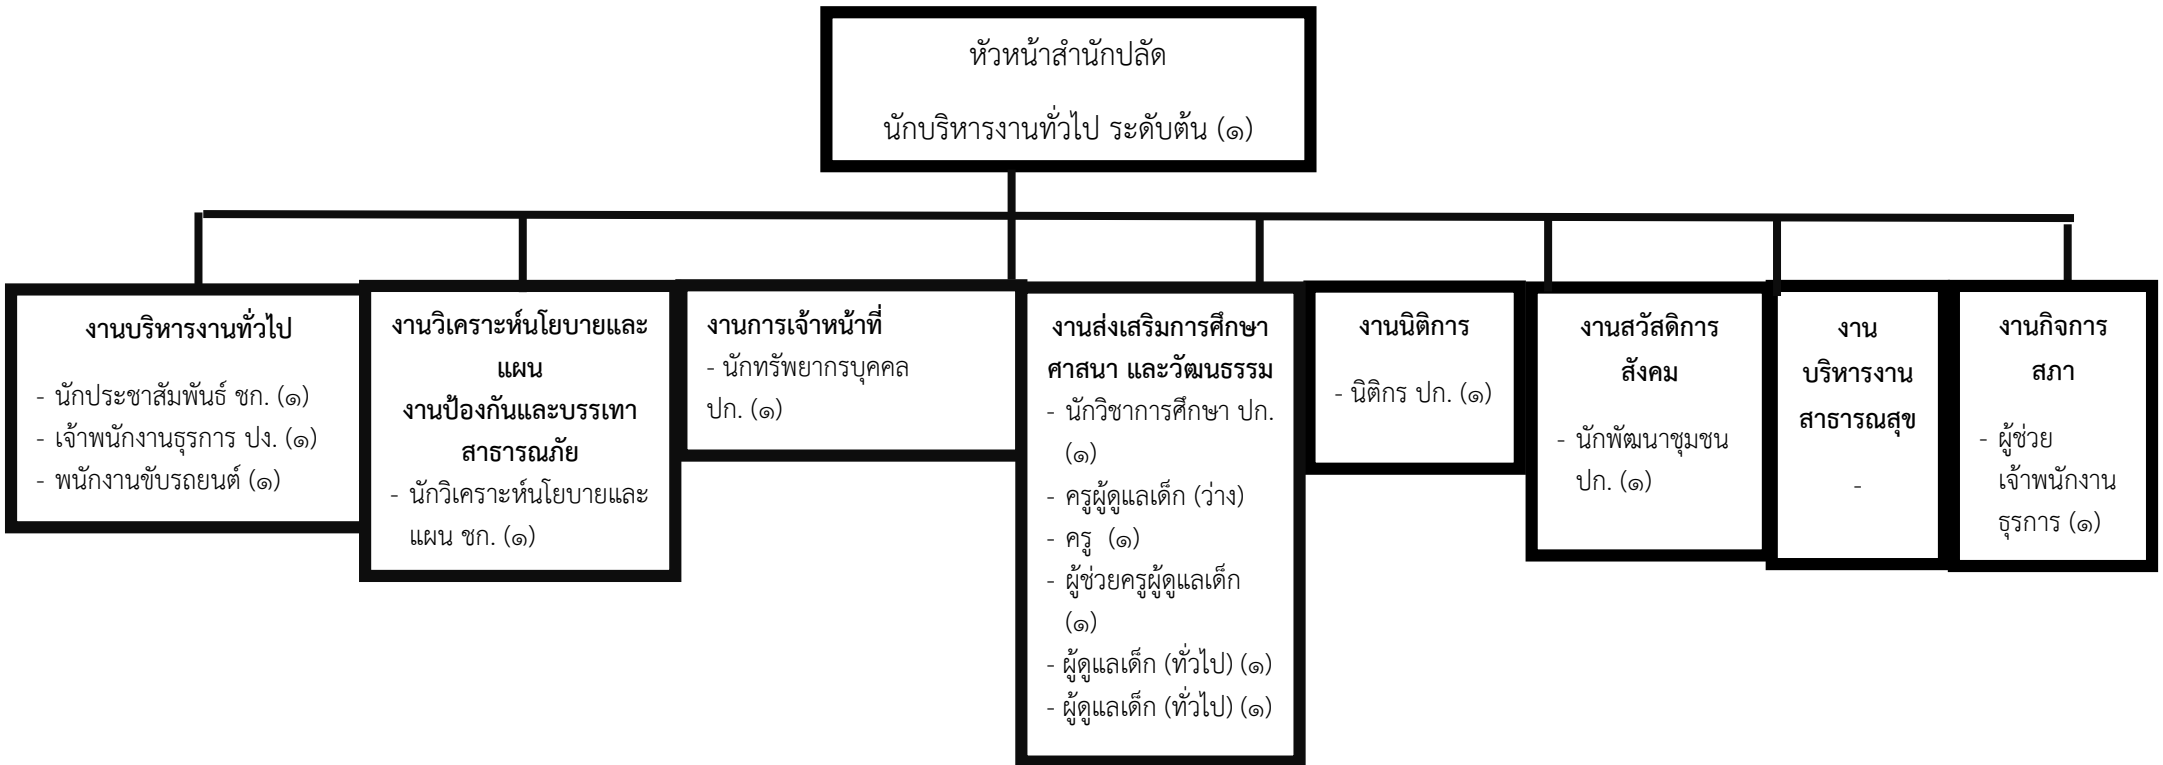 หัวหน้าสำนักปลัด
นักบริหารงานทั่วไป ระดับต้น (๑)
งานบริหารงานทั่วไป
- นักประชาสัมพันธ์ ชก. (๑)
- เจ้าพนักงานธุรการ ปง. (๑)
- พนักงานขับรถยนต์ (๑)
งานวิเคราะห์นโยบายและ
แผน
งานป้องกันและบรรเทา
สาธารณภัย
- นักวิเคราะห์นโยบายและ
แผน ชก. (๑)
งานการเจ้าหน้าที่
- นักทรัพยากรบุคคล
ปก. (๑)
งานส่งเสริมการศึกษา
ศาสนา และวัฒนธรรม
- นักวิชาการศึกษา ปก.
(๑)
- ครูผู้ดูแลเด็ก (ว่าง)
- ครู (๑)
- ผู้ช่วยครูผู้ดูแลเด็ก
(๑)
- ผู้ดูแลเด็ก (ทั่วไป) (๑)
- ผู้ดูแลเด็ก (ทั่วไป) (๑)
งานนิติการ
- นิติกร ปก. (๑)
งานสวัสดิการ
สังคม
- นักพัฒนาชุมชน
ปก. (๑)
งาน
บริหารงาน
สาธารณสุข
-
งานกิจการ
สภา
- ผู้ช่วย
เจ้าพนักงาน
ธุรการ (๑)